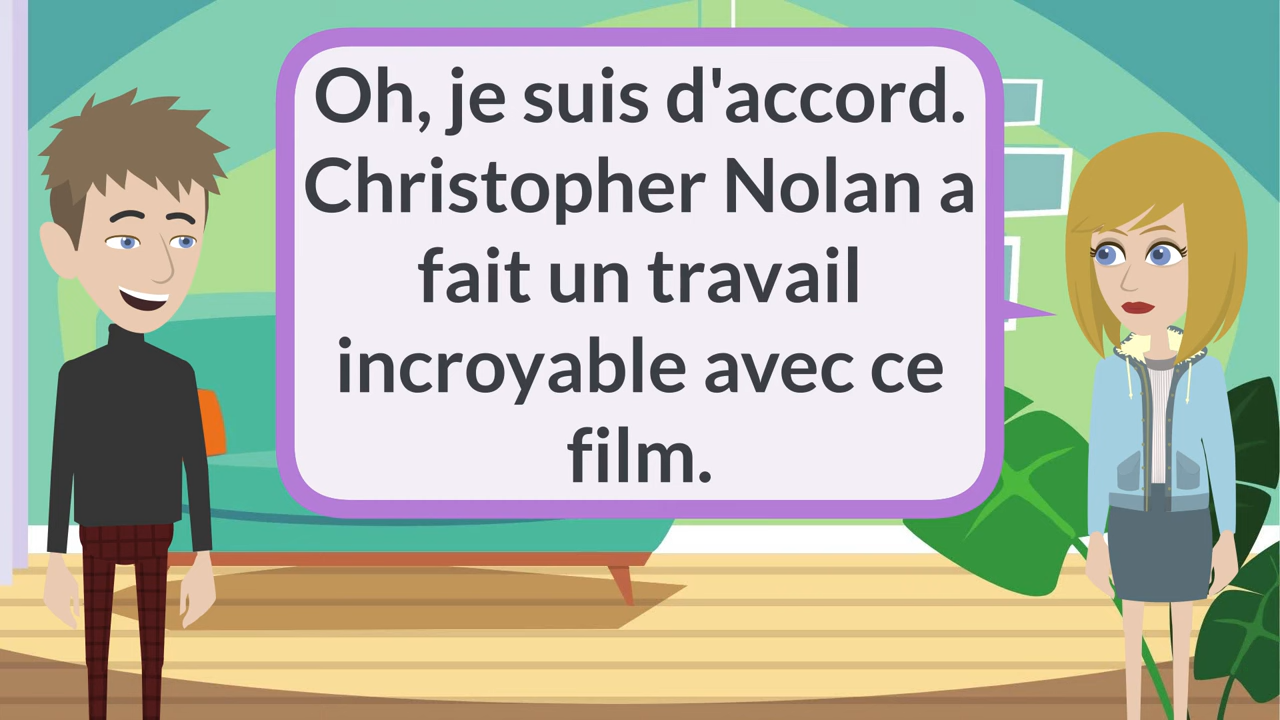 Oh, je suis d'accord.
Christopher Nolan a
fait un travail
incroyable avec ce
film.